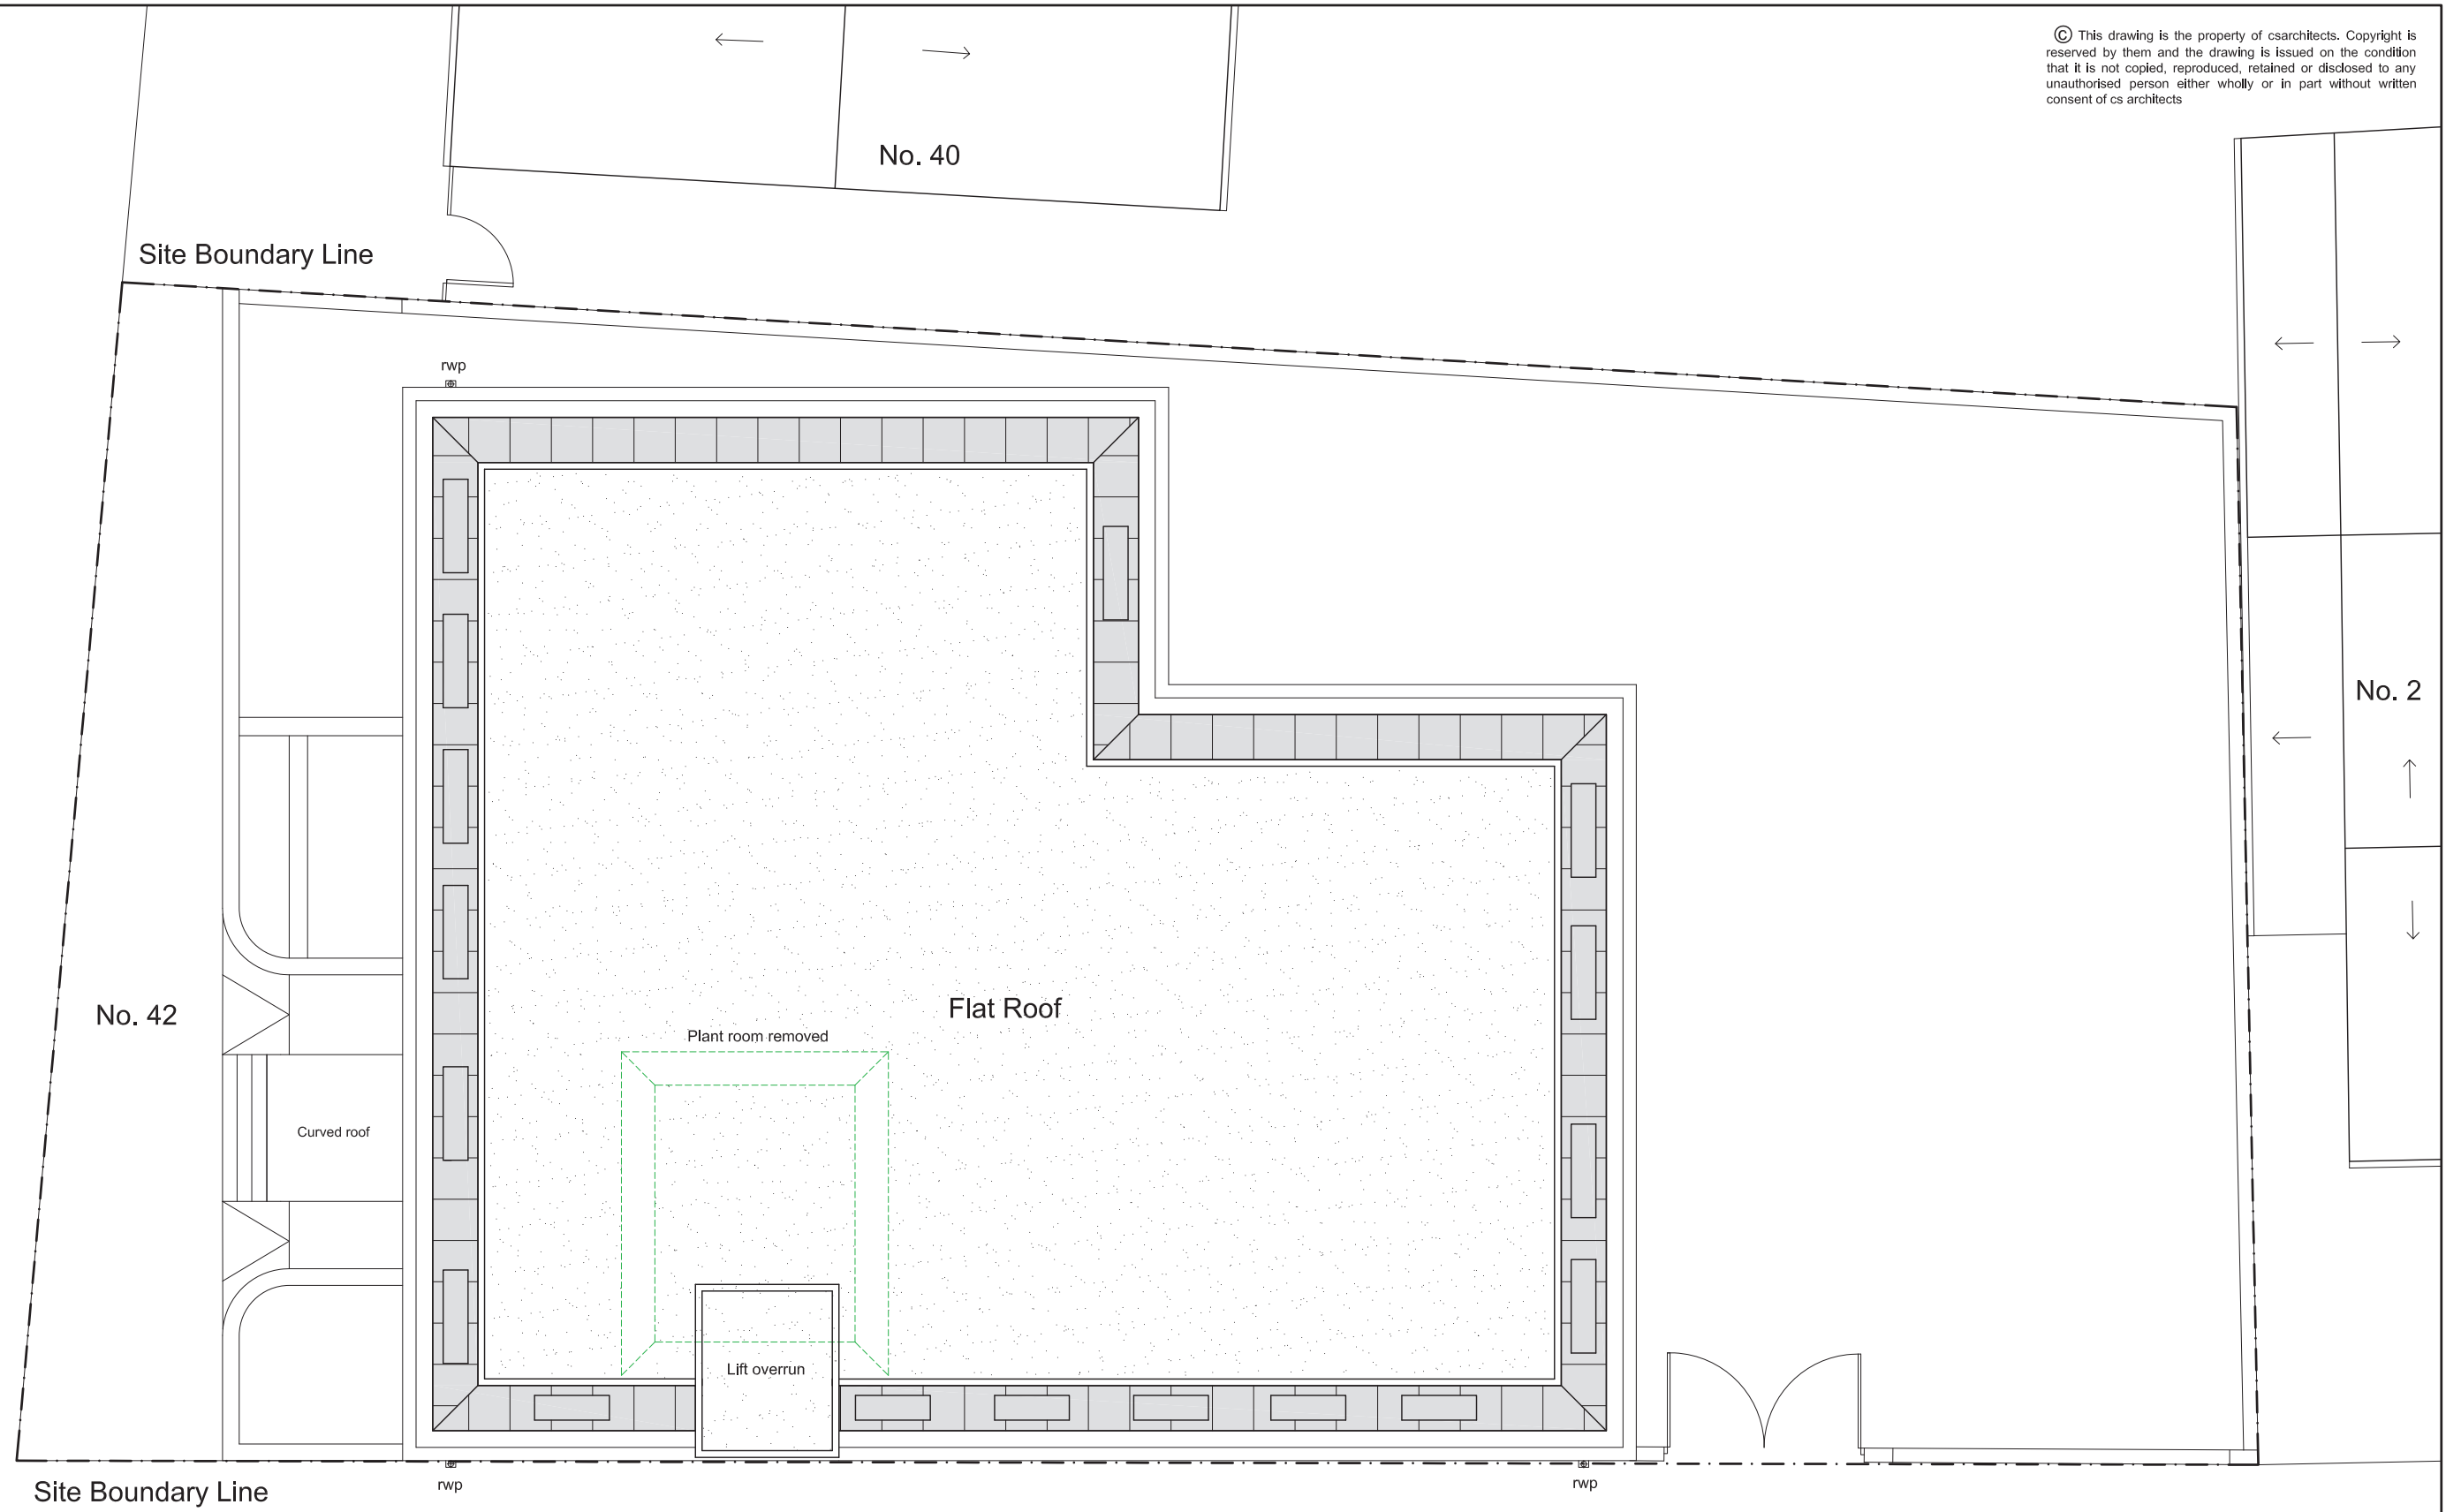 © This drawing is the property of csarchitects. Copyright is
reserved by them and the drawing is issued on the condition
that it is not copied, reproduced, retained or disclosed to any
unauthorised person either wholly or in part without written
consent of cs architects
No. 40
Site Boundary Line
rwp
No. 2
No. 42
Flat Roof
Plant room removed
Curved roof
Lift overrun
rwp
rwp
Site Boundary Line